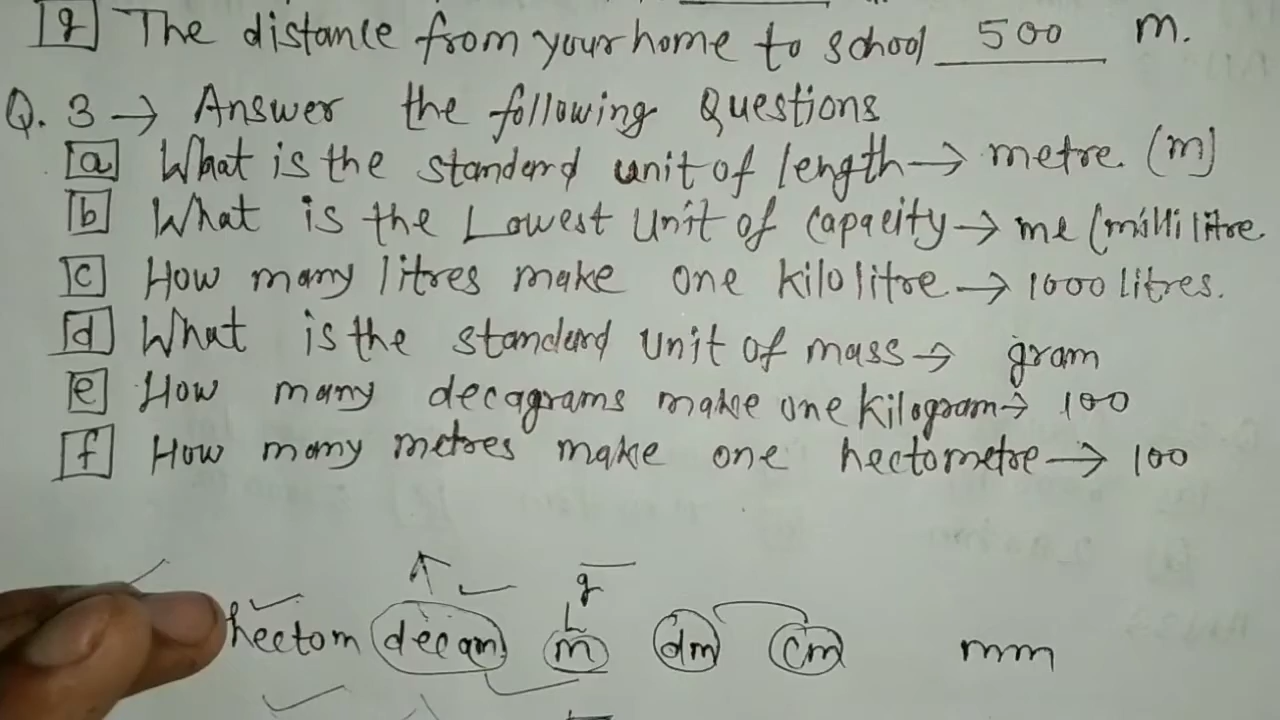 g The distance from your home to school 500 m.
Q. 3 → Answer the following Questions
a What is the standard unit of length → metre (m)
b What is the Lowest Unit of Capacity → ml (millilitre
c How many litres make one kilolitre → 1000 litres.
d What is the standard Unit of mass → gram
e How many decagrams make one kilogram → 100
f How many metres make one hectometre → 100
g
L
hectom decam m dm cm mm